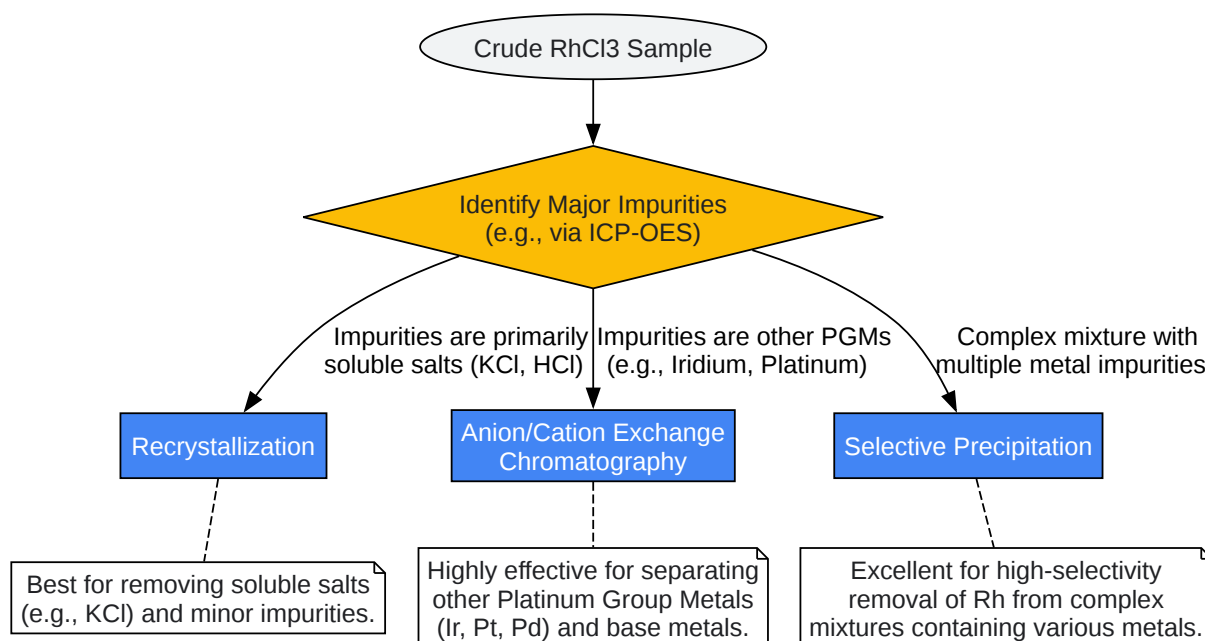 Crude RhCl3 Sample
Identify Major Impurities
(e.g., via ICP-OES)
Impurities are primarily
soluble salts (KCl, HCl)
Impurities are other PGMs
(e.g., Iridium, Platinum)
Complex mixture with
multiple metal impurities
Recrystallization
Anion/Cation Exchange
Chromatography
Selective Precipitation
Best for removing soluble salts
(e.g., KCl) and minor impurities.
Highly effective for separating
other Platinum Group Metals
(Ir, Pt, Pd) and base metals.
Excellent for high-selectivity
removal of Rh from complex
mixtures containing various metals.